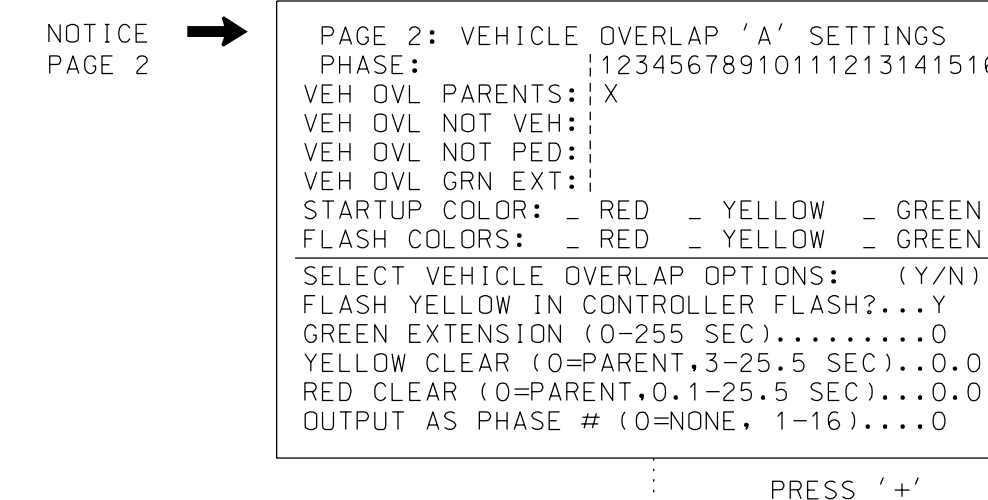 NOTICE
PAGE 2
PAGE 2: VEHICLE OVERLAP 'A' SETTINGS
PHASE: |12345678910111213141516
VEH OVL PARENTS:|X
VEH OVL NOT VEH:|
VEH OVL NOT PED:|
VEH OVL GRN EXT:|
STARTUP COLOR: _ RED _ YELLOW _ GREEN
FLASH COLORS: _ RED _ YELLOW _ GREEN
SELECT VEHICLE OVERLAP OPTIONS: (Y/N)
FLASH YELLOW IN CONTROLLER FLASH?...Y
GREEN EXTENSION (0-255 SEC).........0
YELLOW CLEAR (0=PARENT,3-25.5 SEC)..0.0
RED CLEAR (0=PARENT,0.1-25.5 SEC)...0.0
OUTPUT AS PHASE # (0=NONE, 1-16)....0
PRESS '+'